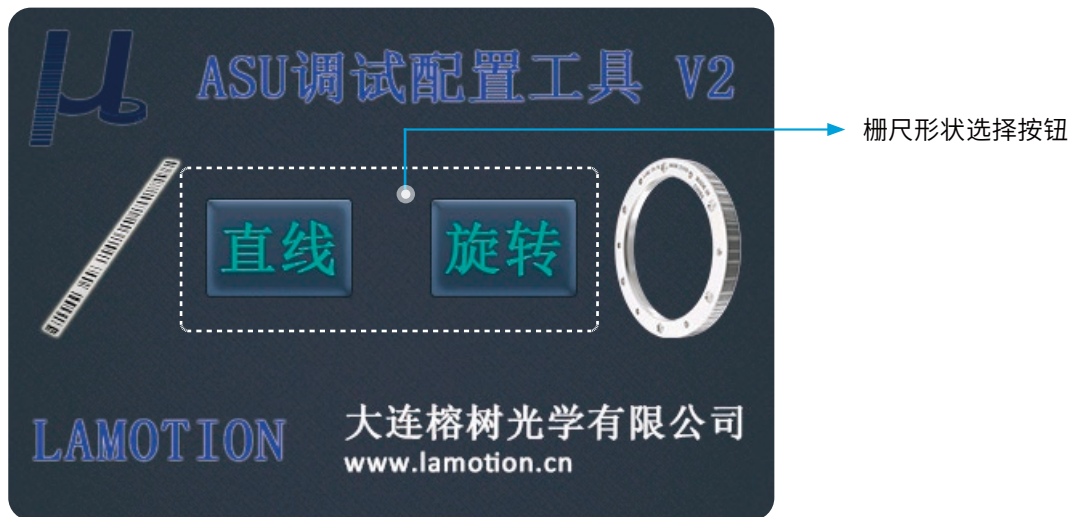 μ
ASU调试配置工具 V2
栅尺形状选择按钮
直线
旋转
LAMOTION
大连榕树光学有限公司
www.lamotion.cn